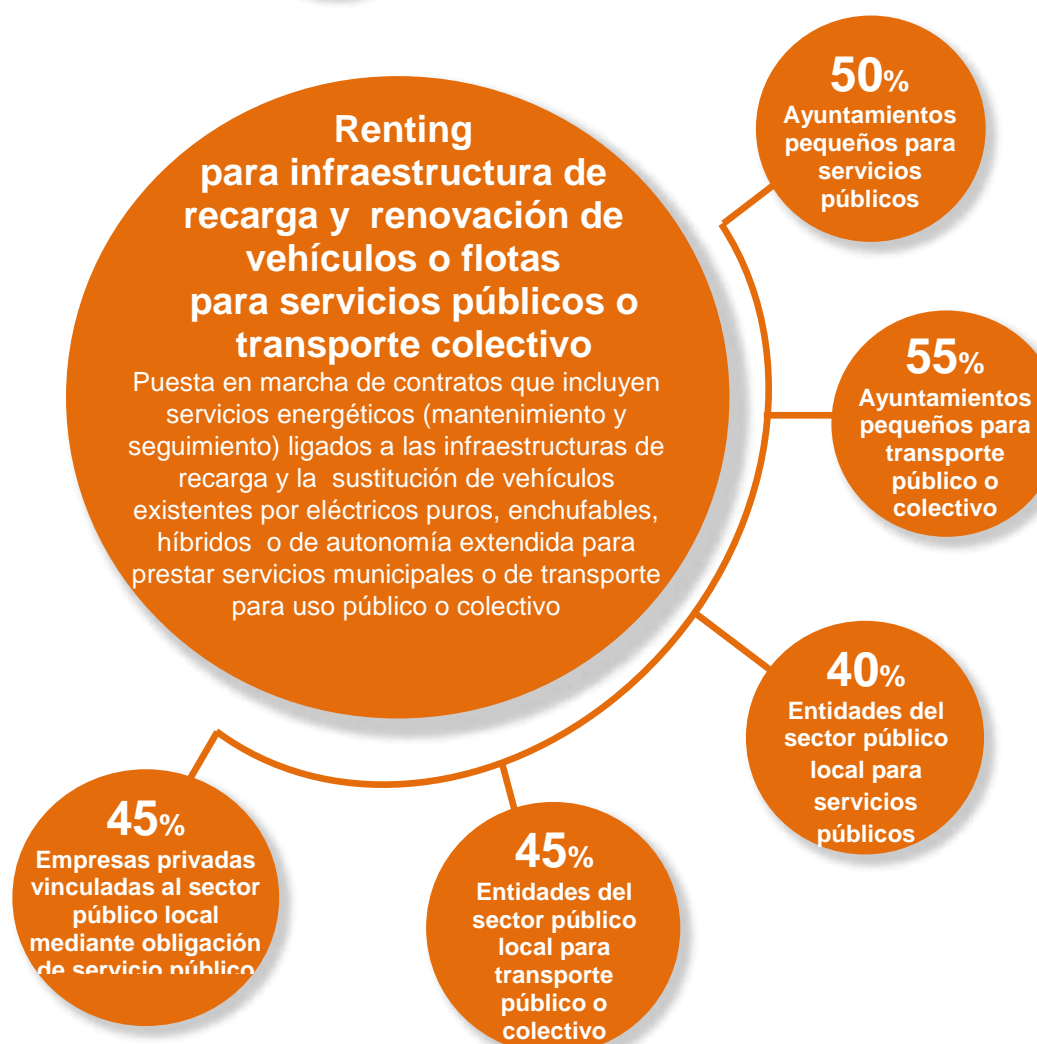 Renting
para infraestructura de
recarga y renovación de
vehículos o flotas
para servicios públicos o
transporte colectivo
Puesta en marcha de contratos que incluyen
servicios energéticos (mantenimiento y
seguimiento) ligados a las infraestructuras de
recarga y la sustitución de vehículos
existentes por eléctricos puros, enchufables,
híbridos o de autonomía extendida para
prestar servicios municipales o de transporte
para uso público o colectivo
50%
Ayuntamientos
pequeños para
servicios
públicos
55%
Ayuntamientos
pequeños para
transporte
público o
colectivo
40%
Entidades del
sector público
local para
servicios
públicos
45%
Entidades del
sector público
local para
transporte
público o
colectivo
45%
Empresas privadas
vinculadas al sector
público local
mediante obligación
de servicio público